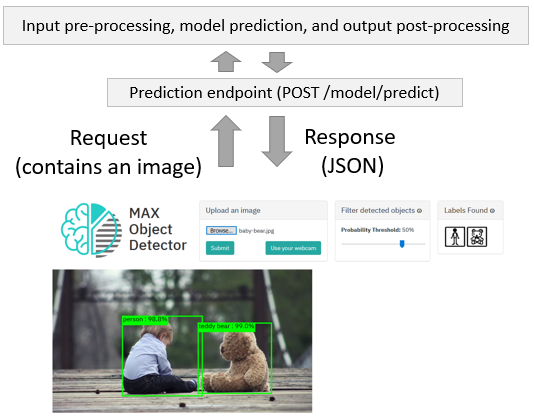 Input pre-processing, model prediction, and output post-processing
Prediction endpoint (POST /model/predict)
Request
(contains an image)
Response
(JSON)
MAX
Object
Detector
Upload an image
Browse... baby-bear.jpg
Submit
Use your webcam
Filter detected objects
Probability Threshold: 50%
Labels Found
person : 98.8%
teddy bear : 99.0%